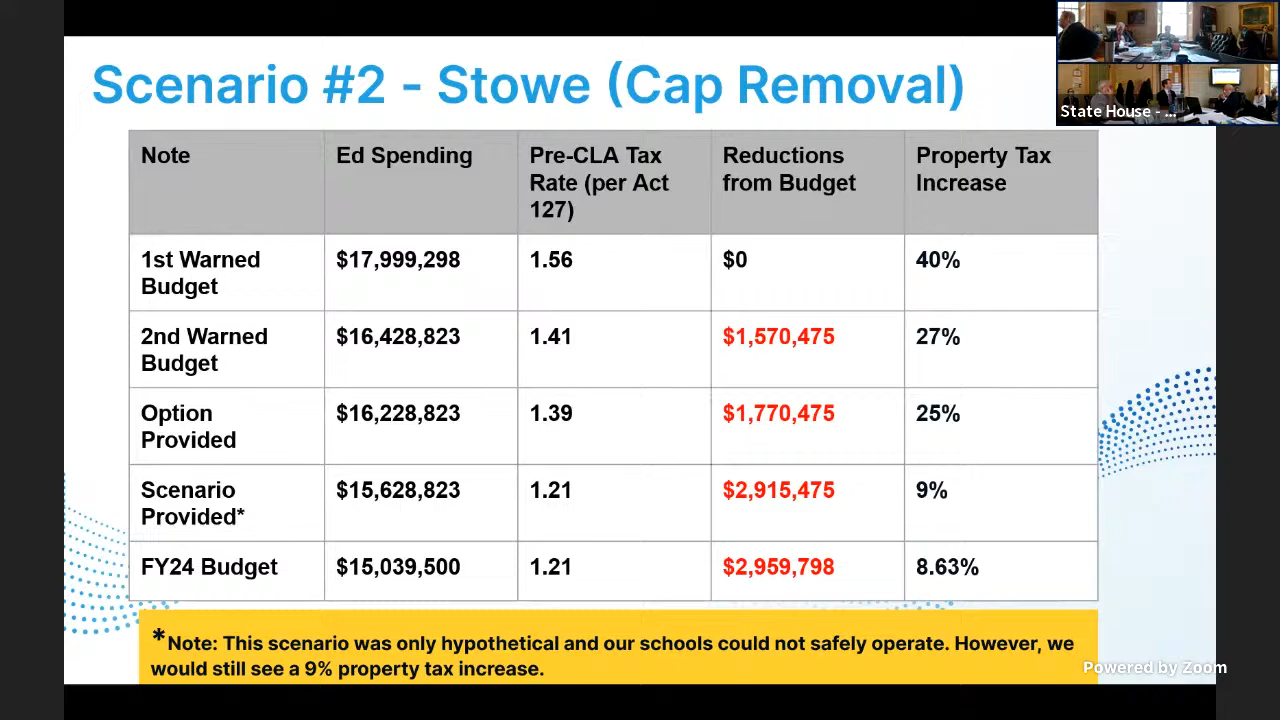 Scenario #2 - Stowe (Cap Removal)
State House - ...
Note
Ed Spending
Pre-CLA Tax
Rate (per Act
127)
Reductions
from Budget
Property Tax
Increase
1st Warned
Budget
$17,999,298
1.56
$0
40%
2nd Warned
Budget
$16,428,823
1.41
$1,570,475
27%
Option
Provided
$16,228,823
1.39
$1,770,475
25%
Scenario
Provided*
$15,628,823
1.21
$2,915,475
9%
FY24 Budget
$15,039,500
1.21
$2,959,798
8.63%
*Note: This scenario was only hypothetical and our schools could not safely operate. However, we
would still see a 9% property tax increase.
Powered by Zoom